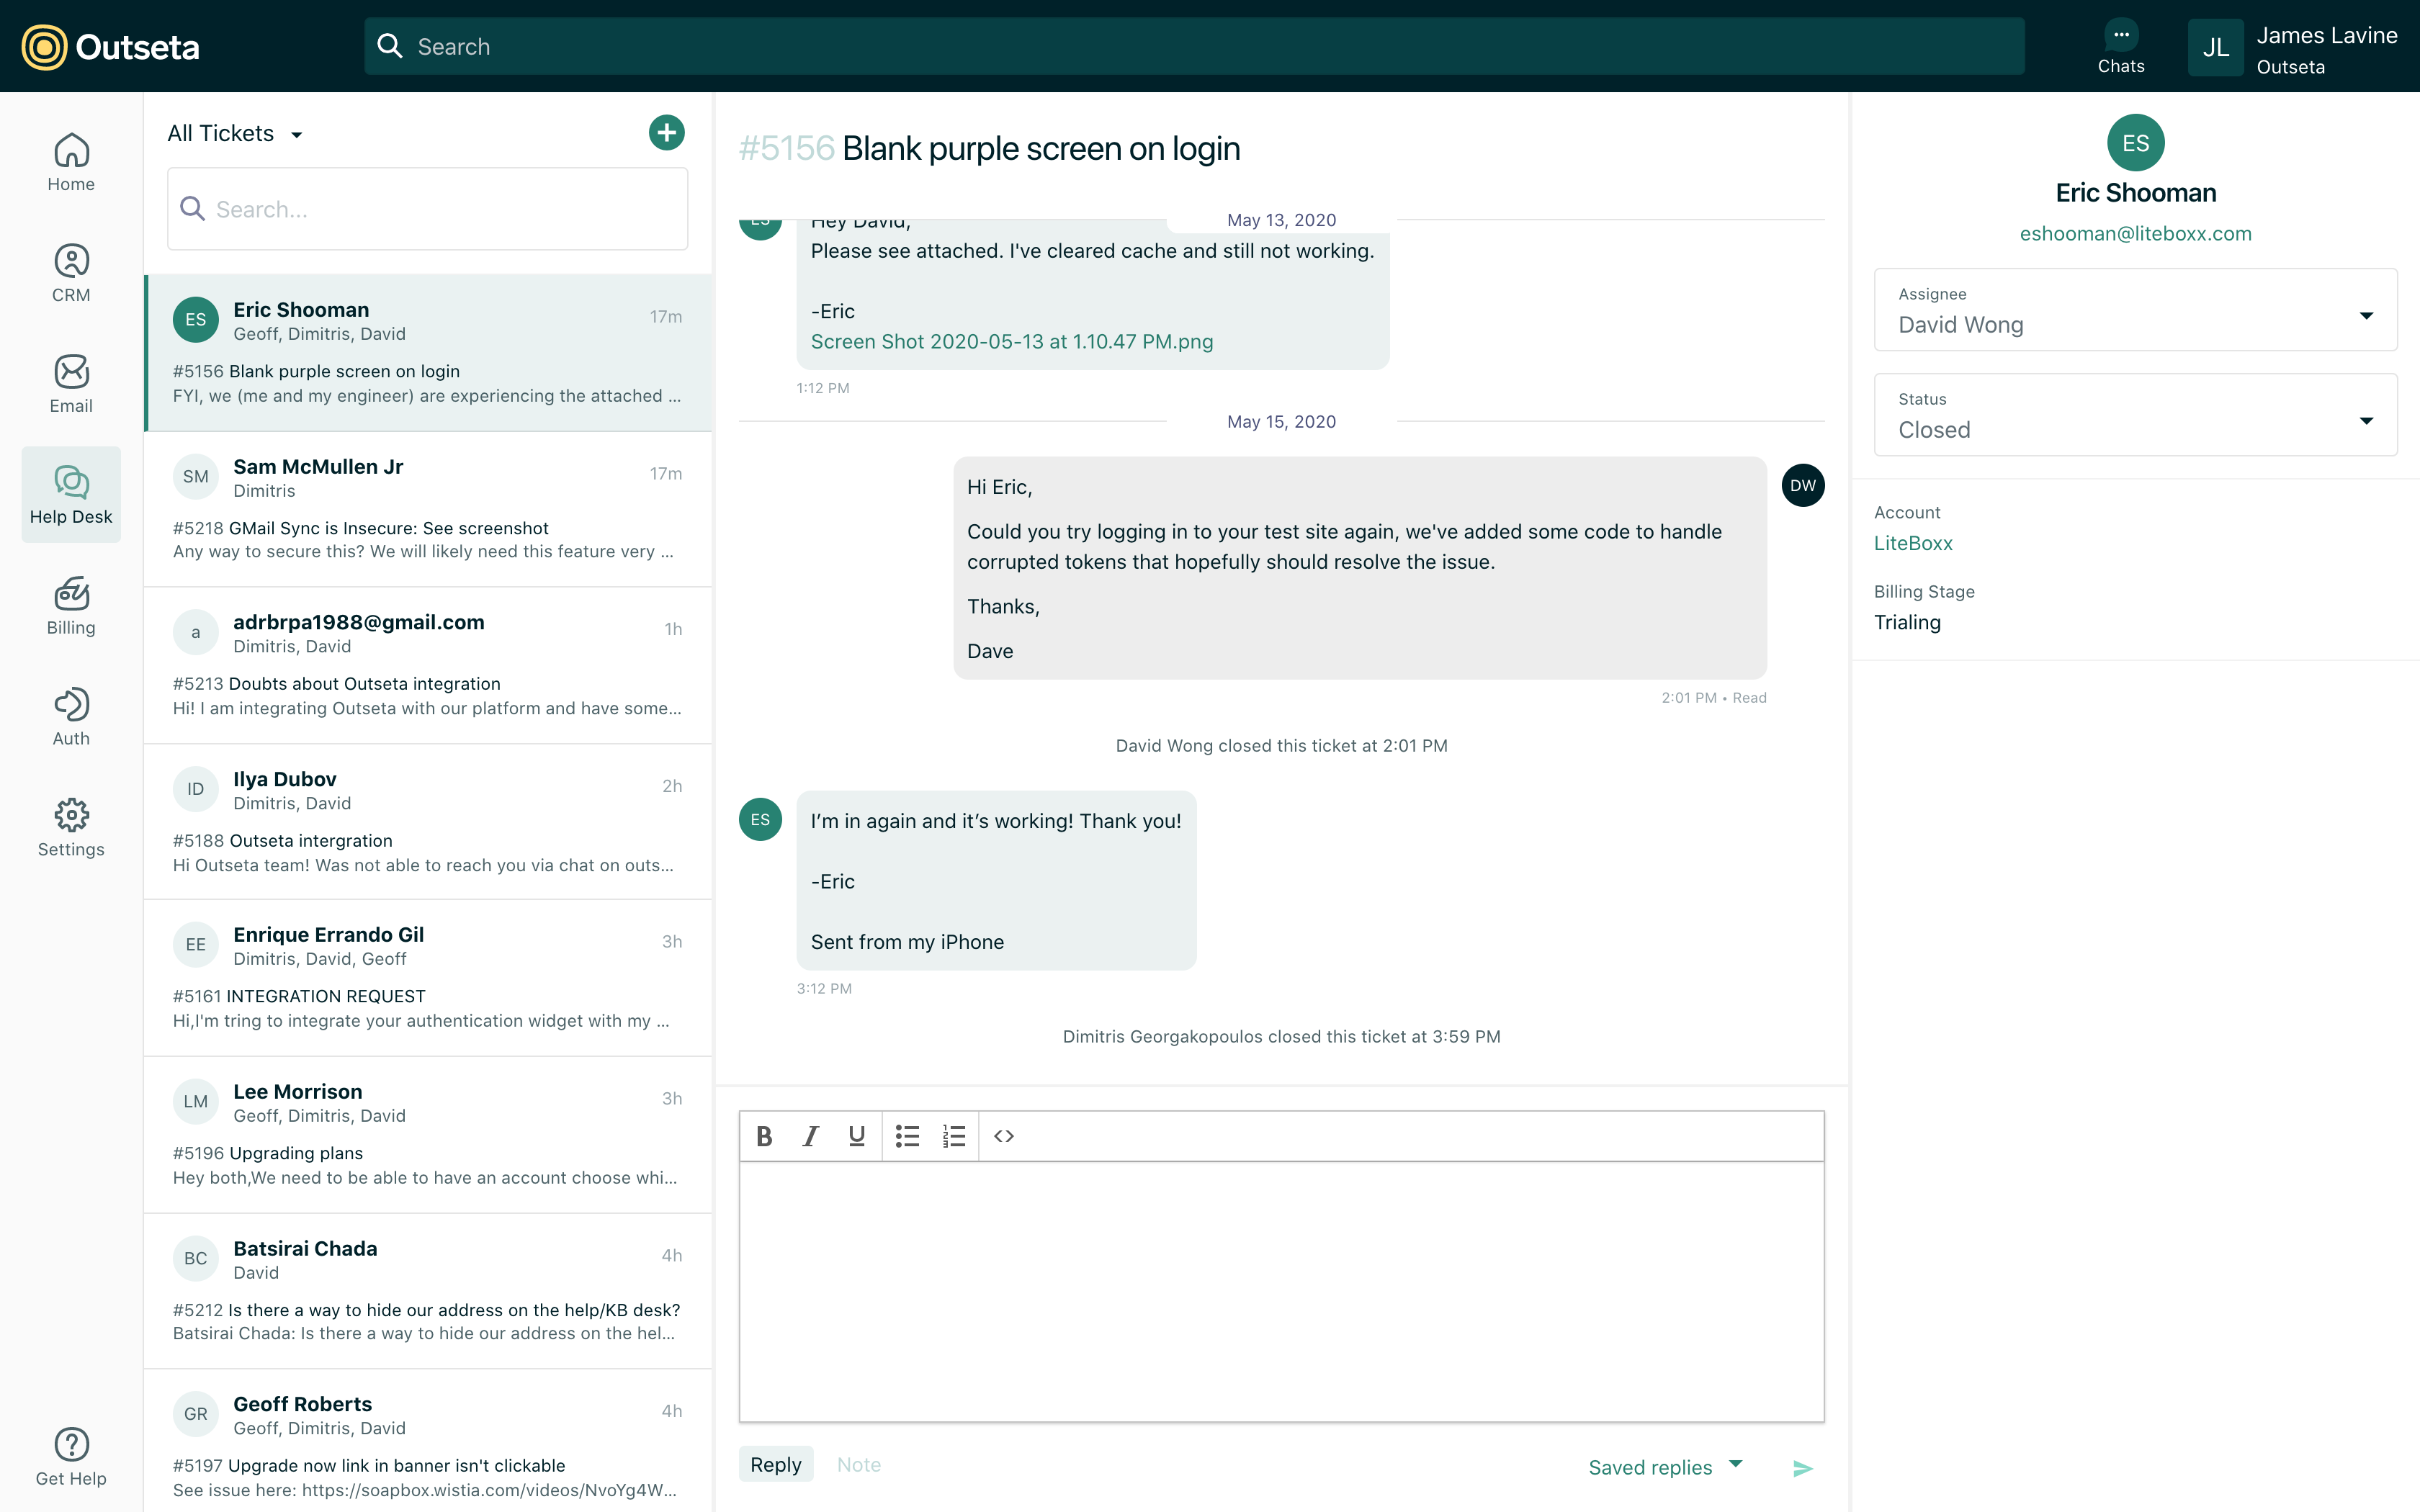 Outseta
Search
Chats
JL
James Lavine
Outseta
Home
CRM
Email
Help Desk
Billing
Auth
Settings
Get Help
All Tickets
Search...
ES
Eric Shooman
17m
Geoff, Dimitris, David
#5156 Blank purple screen on login
FYI, we (me and my engineer) are experiencing the attached ...
SM
Sam McMullen Jr
17m
Dimitris
#5218 GMail Sync is Insecure: See screenshot
Any way to secure this? We will likely need this feature very ...
a
adrbrpa1988@gmail.com
1h
Dimitris, David
#5213 Doubts about Outseta integration
Hi! I am integrating Outseta with our platform and have some...
ID
Ilya Dubov
2h
Dimitris, David
#5188 Outseta intergration
Hi Outseta team! Was not able to reach you via chat on outs...
EE
Enrique Errando Gil
3h
Dimitris, David, Geoff
#5161 INTEGRATION REQUEST
Hi,I'm tring to integrate your authentication widget with my ...
LM
Lee Morrison
3h
Geoff, Dimitris, David
#5196 Upgrading plans
Hey both,We need to be able to have an account choose whi...
BC
Batsirai Chada
4h
David
#5212 Is there a way to hide our address on the help/KB desk?
Batsirai Chada: Is there a way to hide our address on the hel...
GR
Geoff Roberts
4h
Geoff, Dimitris, David
#5197 Upgrade now link in banner isn't clickable
See issue here: https://soapbox.wistia.com/videos/NvoYg4W...
#5156 Blank purple screen on login
May 13, 2020
ES
Hey David,
Please see attached. I've cleared cache and still not working.
-Eric
Screen Shot 2020-05-13 at 1.10.47 PM.png
1:12 PM
May 15, 2020
DW
Hi Eric,
Could you try logging in to your test site again, we've added some code to handle
corrupted tokens that hopefully should resolve the issue.
Thanks,
Dave
2:01 PM • Read
David Wong closed this ticket at 2:01 PM
ES
I’m in again and it’s working! Thank you!
-Eric
Sent from my iPhone
3:12 PM
Dimitris Georgakopoulos closed this ticket at 3:59 PM
B I U <>
Reply
Note
Saved replies
ES
Eric Shooman
eshooman@liteboxx.com
Assignee
David Wong
Status
Closed
Account
LiteBoxx
Billing Stage
Trialing